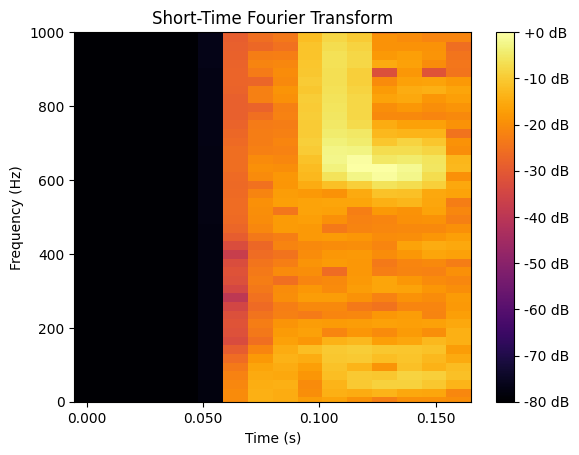 Short-Time Fourier Transform
Frequency (Hz)
1000
800
600
400
200
0
0.000
0.050
0.100
0.150
Time (s)
+0 dB
-10 dB
-20 dB
-30 dB
-40 dB
-50 dB
-60 dB
-70 dB
-80 dB